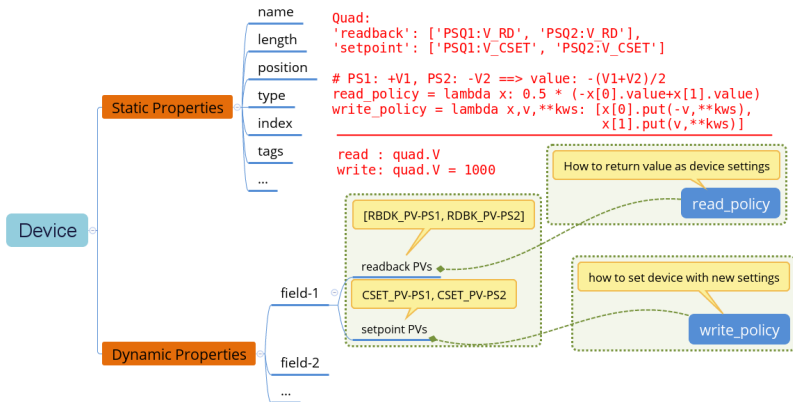 name
length
position
type
index
tags
...
Static Properties
Device
Dynamic Properties
Quad:
'readback': ['PSQ1:V_RD', 'PSQ2:V_RD'],
'setpoint': ['PSQ1:V_CSET', 'PSQ2:V_CSET']
# PS1: +V1, PS2: -V2 ==> value: -(V1+V2)/2
read_policy = lambda x: 0.5 * (-x[0].value+x[1].value)
write_policy = lambda x,v,**kws: [x[0].put(-v,**kws),
x[1].put(v,**kws)]
read : quad.V
write: quad.V = 1000
How to return value as device settings
read_policy
[RBDK_PV-PS1, RDBK_PV-PS2]
readback PVs
field-1
CSET_PV-PS1, CSET_PV-PS2
setpoint PVs
how to set device with new settings
write_policy
field-2
...